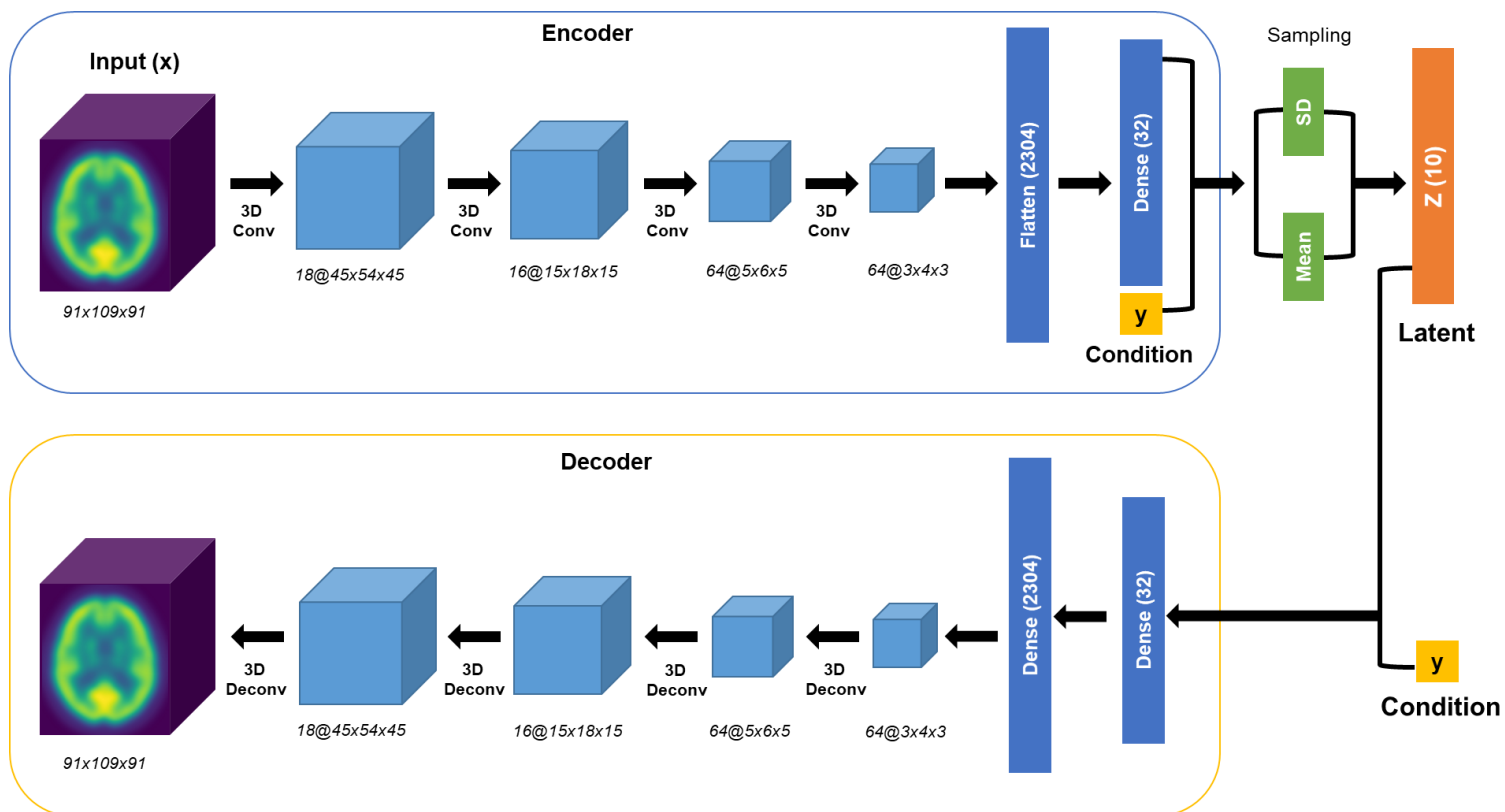 Encoder
Sampling
Input (x)
3D
Conv
3D
Conv
3D
Conv
3D
Conv
91x109x91
18@45x54x45
16@15x18x15
64@5x6x5
64@3x4x3
Flatten (2304)
Dense (32)
y
Condition
SD
Mean
Z (10)
Latent
Decoder
3D
Deconv
3D
Deconv
3D
Deconv
3D
Deconv
91x109x91
18@45x54x45
16@15x18x15
64@5x6x5
64@3x4x3
Dense (2304)
Dense (32)
y
Condition